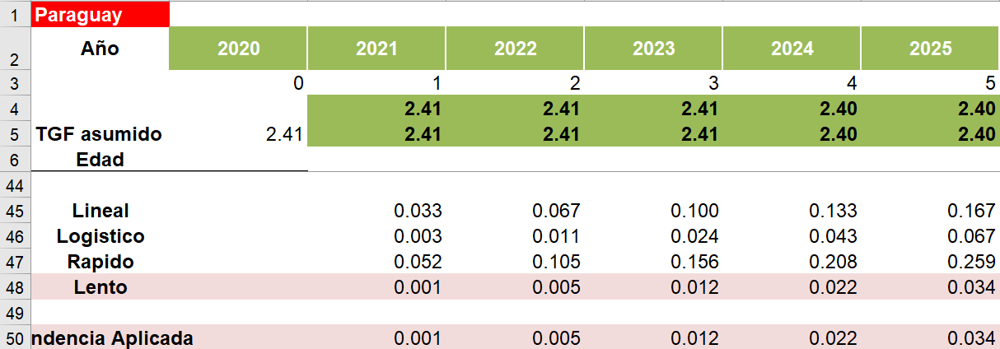 1 Paraguay
2 Año 2020 2021 2022 2023 2024 2025
3 0 1 2 3 4 5
4 2.41 2.41 2.41 2.40 2.40
5 TGF asumido 2.41 2.41 2.41 2.41 2.40 2.40
6 Edad
44
45 Lineal 0.033 0.067 0.100 0.133 0.167
46 Logistico 0.003 0.011 0.024 0.043 0.067
47 Rapido 0.052 0.105 0.156 0.208 0.259
48 Lento 0.001 0.005 0.012 0.022 0.034
49
50 ndencia Aplicada 0.001 0.005 0.012 0.022 0.034